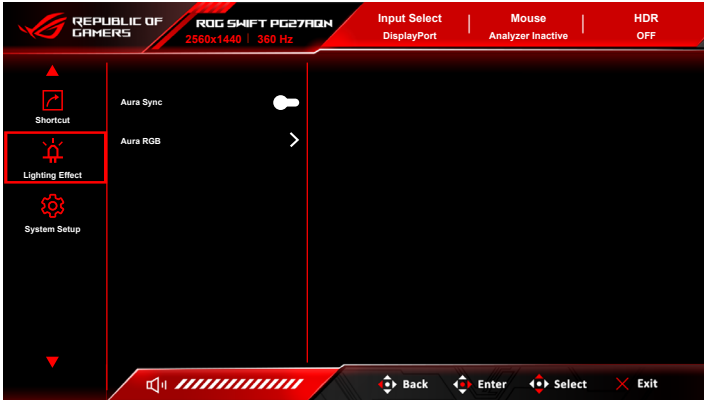 REPUBLIC OF
GAMERS
ROG SWIFT PG27AQN
2560x1440 | 360 Hz
Input Select
DisplayPort
Mouse
Analyzer Inactive
HDR
OFF
Shortcut
Lighting Effect
System Setup
Aura Sync
Aura RGB
Back
Enter
Select
Exit